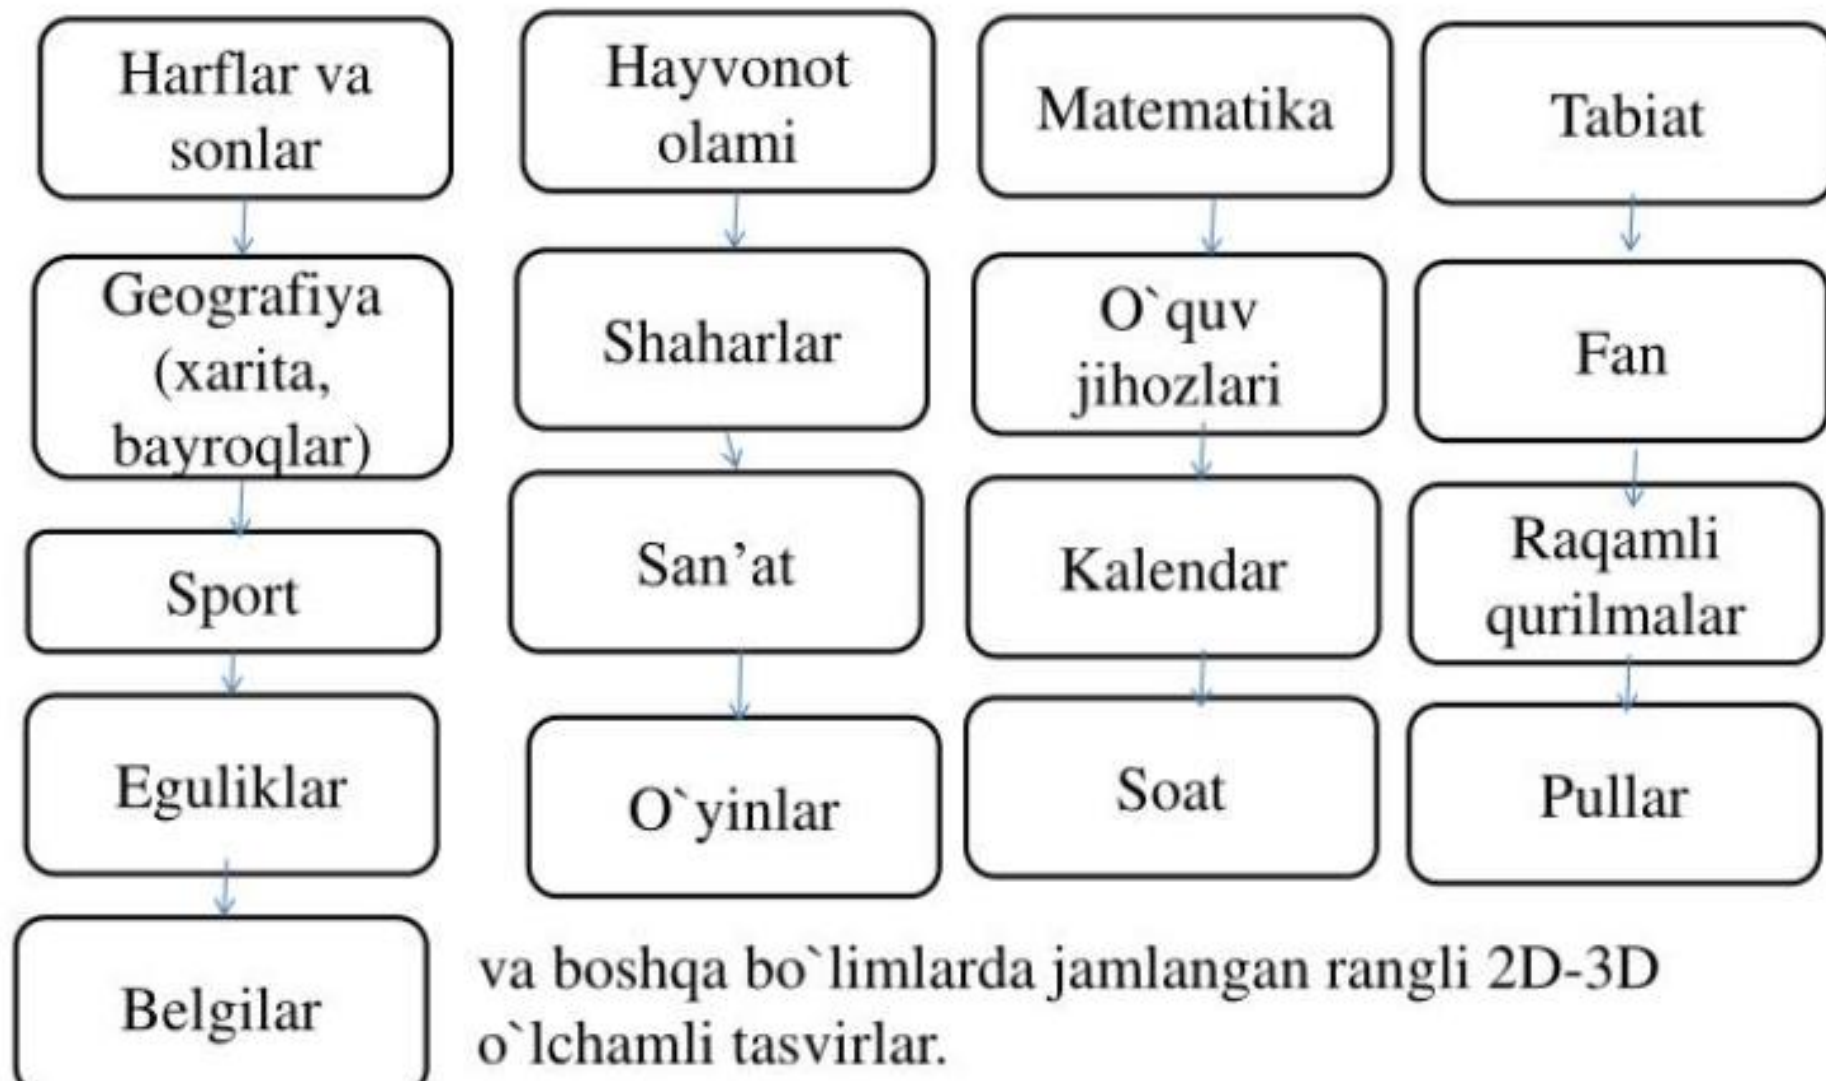 Harflar va
sonlar
Geografiya
(xarita,
bayroqlar)
Sport
Eguliklar
Belgilar
Hayvonot
olami
Shaharlar
San’at
O`yinlar
Matematika
O`quv
jihozlari
Kalendar
Soat
Tabiat
Fan
Raqamli
qurilmalar
Pullar
va boshqa bo`limlarda jamlangan rangli 2D-3D
o`lchamli tasvirlar.